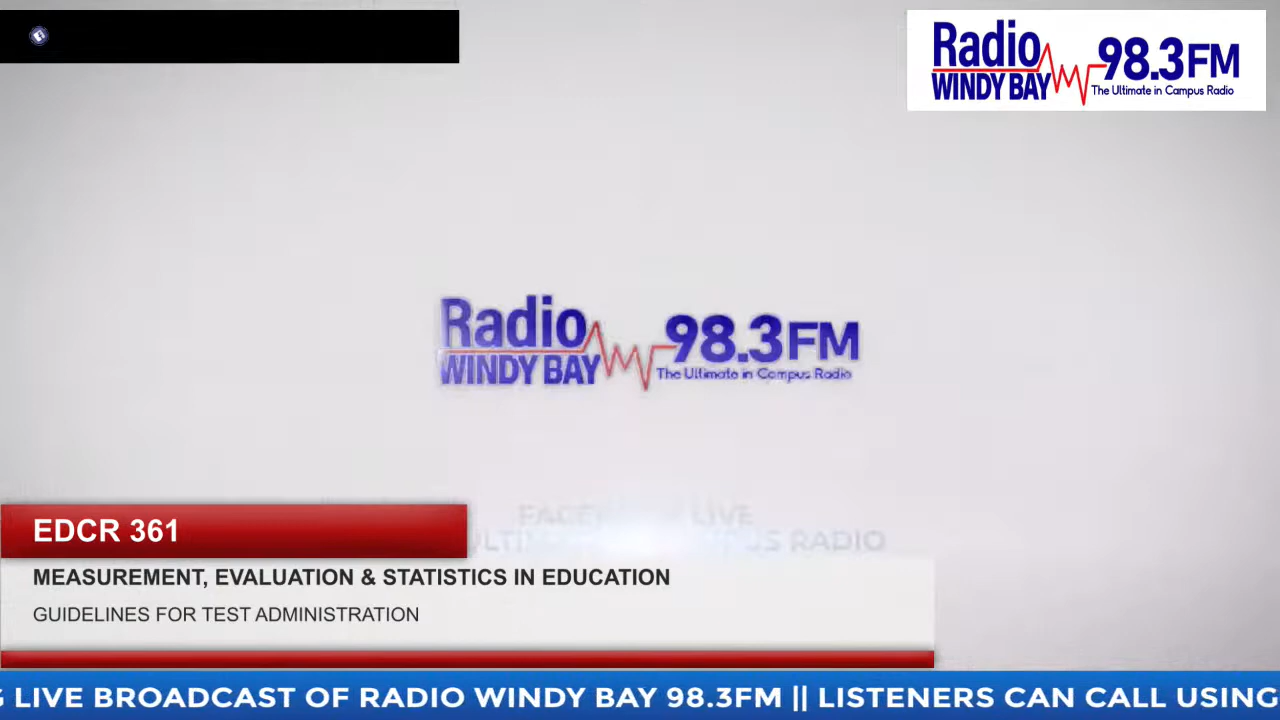 Radio
WINDY BAY
98.3FM
The Ultimate in Campus Radio
Radio
WINDY BAY
98.3FM
The Ultimate in Campus Radio
LIVE
RADIO
EDCR 361
MEASUREMENT, EVALUATION & STATISTICS IN EDUCATION
GUIDELINES FOR TEST ADMINISTRATION
LIVE BROADCAST OF RADIO WINDY BAY 98.3FM || LISTENERS CAN CALL USING